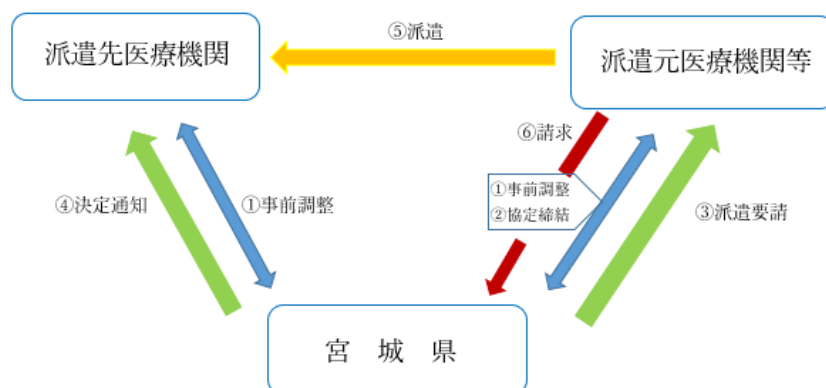 ⑤派遣
派遣先医療機関
派遣元医療機関等
⑥請求
①事前調整
②協定締結
④決定通知
①事前調整
③派遣要請
宮　城　県